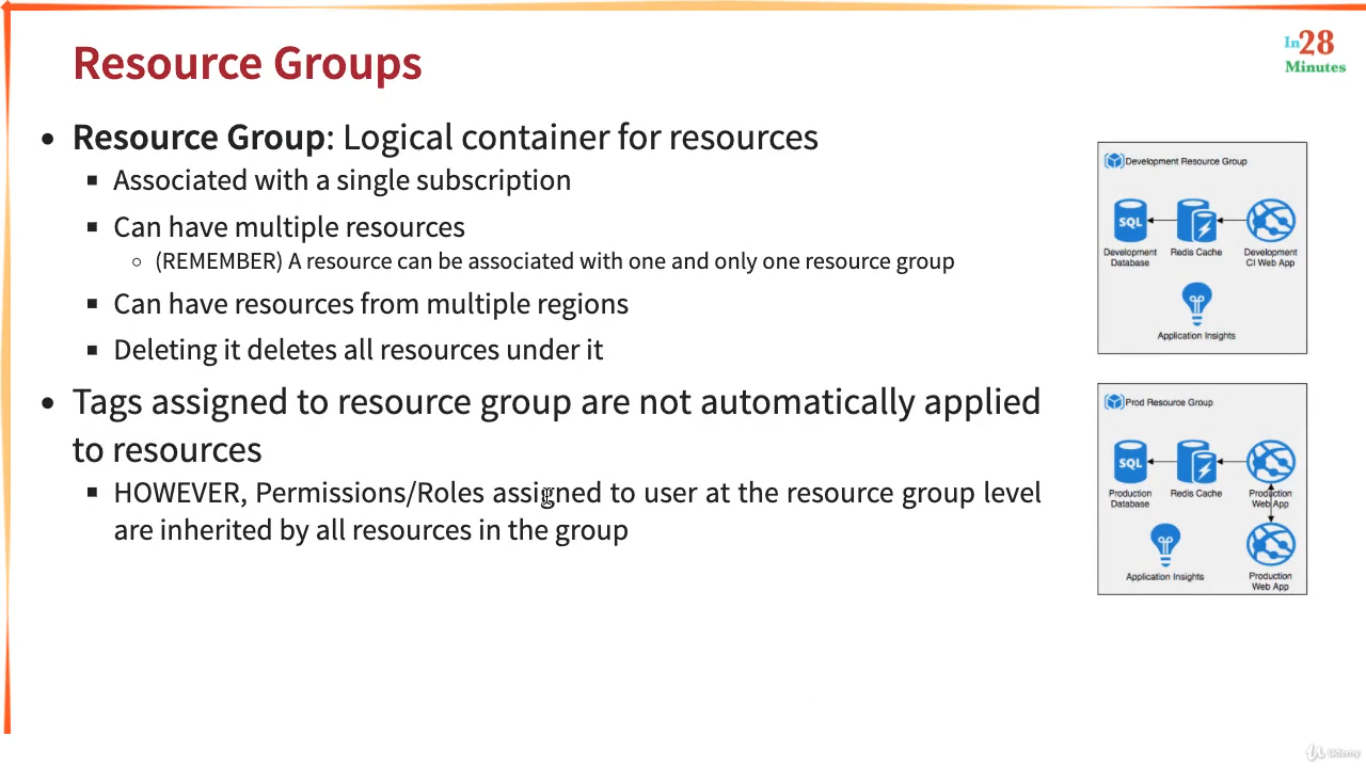 Resource Groups
In28
Minutes
• Resource Group: Logical container for resources
▪ Associated with a single subscription
▪ Can have multiple resources
○ (REMEMBER) A resource can be associated with one and only one resource group
▪ Can have resources from multiple regions
▪ Deleting it deletes all resources under it
• Tags assigned to resource group are not automatically applied
to resources
▪ HOWEVER, Permissions/Roles assigned to user at the resource group level
are inherited by all resources in the group
Development Resource Group
SQL
Development
Database
Redis Cache
Development
CI Web App
Application Insights
Prod Resource Group
SQL
Production
Database
Redis Cache
Production
Web App
Application Insights
Production
Web App
Udemy